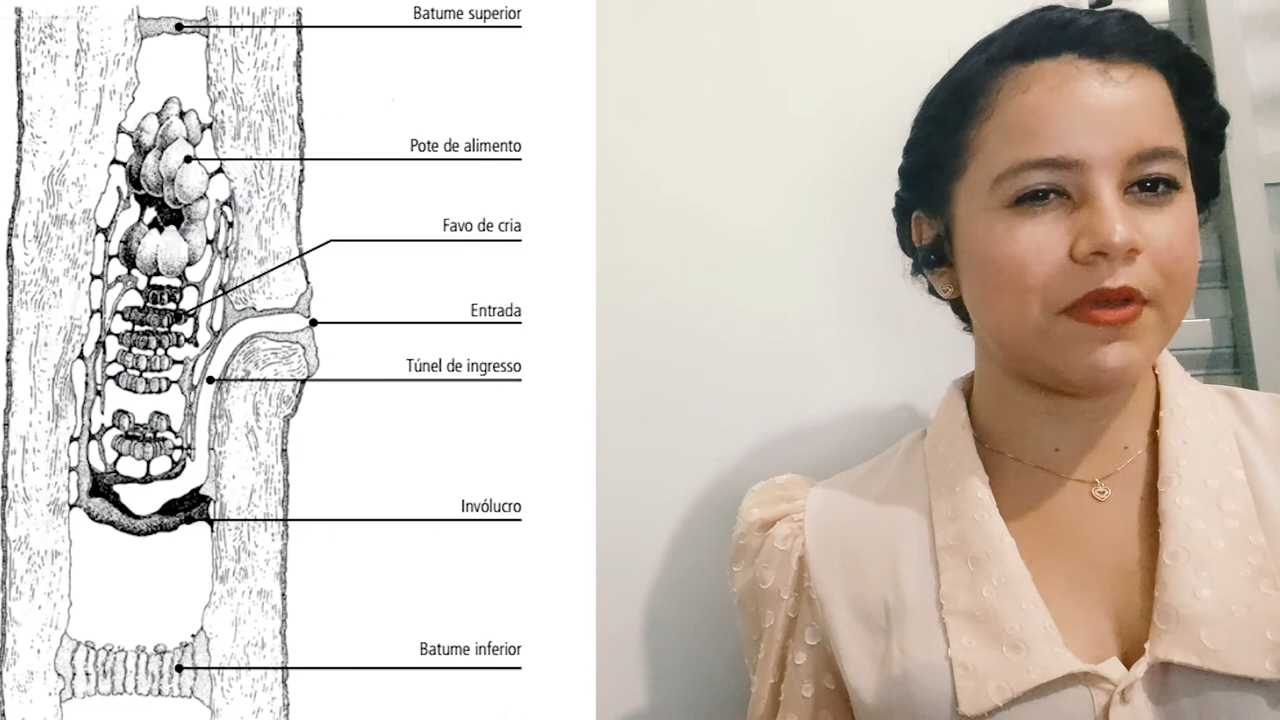 Batume superior
Pote de alimento
Favo de cria
Entrada
Túnel de ingresso
Invólucro
Batume inferior